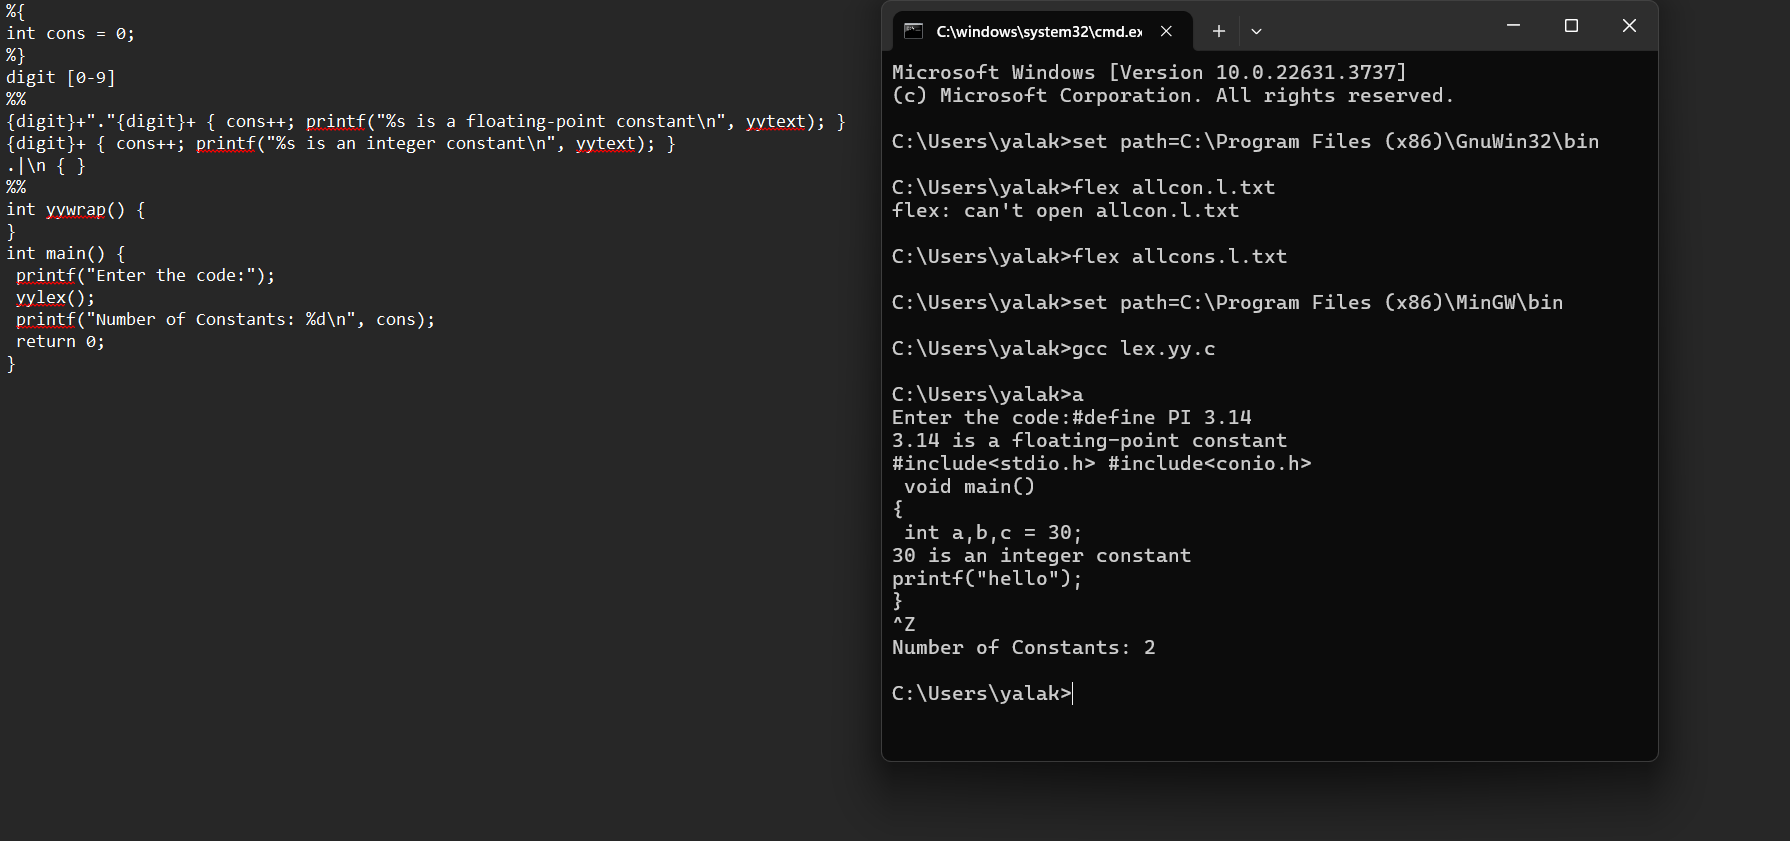 %{
int cons = 0;
%}
digit [0-9]
%%
{digit}+"."{digit}+ { cons++; printf("%s is a floating-point constant\n", yytext); }
{digit}+ { cons++; printf("%s is an integer constant\n", yytext); }
.|\n { }
%%
int yywrap() {
}
int main() {
 printf("Enter the code:");
 yylex();
 printf("Number of Constants: %d\n", cons);
 return 0;
}
C:\windows\system32\cmd.ex
Microsoft Windows [Version 10.0.22631.3737]
(c) Microsoft Corporation. All rights reserved.
C:\Users\yalak>set path=C:\Program Files (x86)\GnuWin32\bin
C:\Users\yalak>flex allcon.l.txt
flex: can't open allcon.l.txt
C:\Users\yalak>flex allcons.l.txt
C:\Users\yalak>set path=C:\Program Files (x86)\MinGW\bin
C:\Users\yalak>gcc lex.yy.c
C:\Users\yalak>a
Enter the code:#define PI 3.14
3.14 is a floating-point constant
#include<stdio.h> #include<conio.h>
 void main()
{
 int a,b,c = 30;
30 is an integer constant
printf("hello");
}
^Z
Number of Constants: 2
C:\Users\yalak>